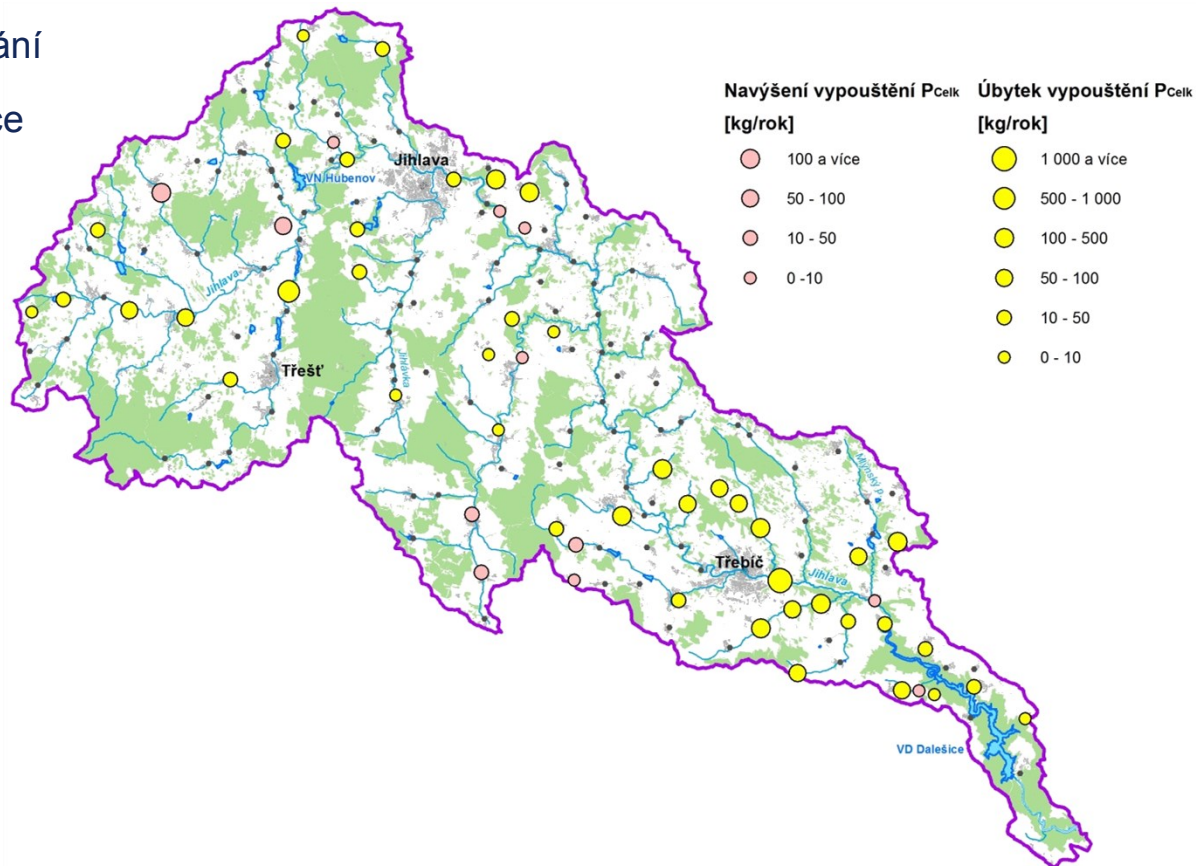 ání
ce
Navýšení vypouštění PCelk
[kg/rok]
100 a více
50 - 100
10 - 50
0 -10
Úbytek vypouštění PCelk
[kg/rok]
1 000 a více
500 - 1 000
100 - 500
50 - 100
10 - 50
0 - 10
Jihlava
VN Hubenov
Jihlava
Třešť
Jihlávka
Mlýnský P.
Třebíč
Jihlava
VD Dalešice